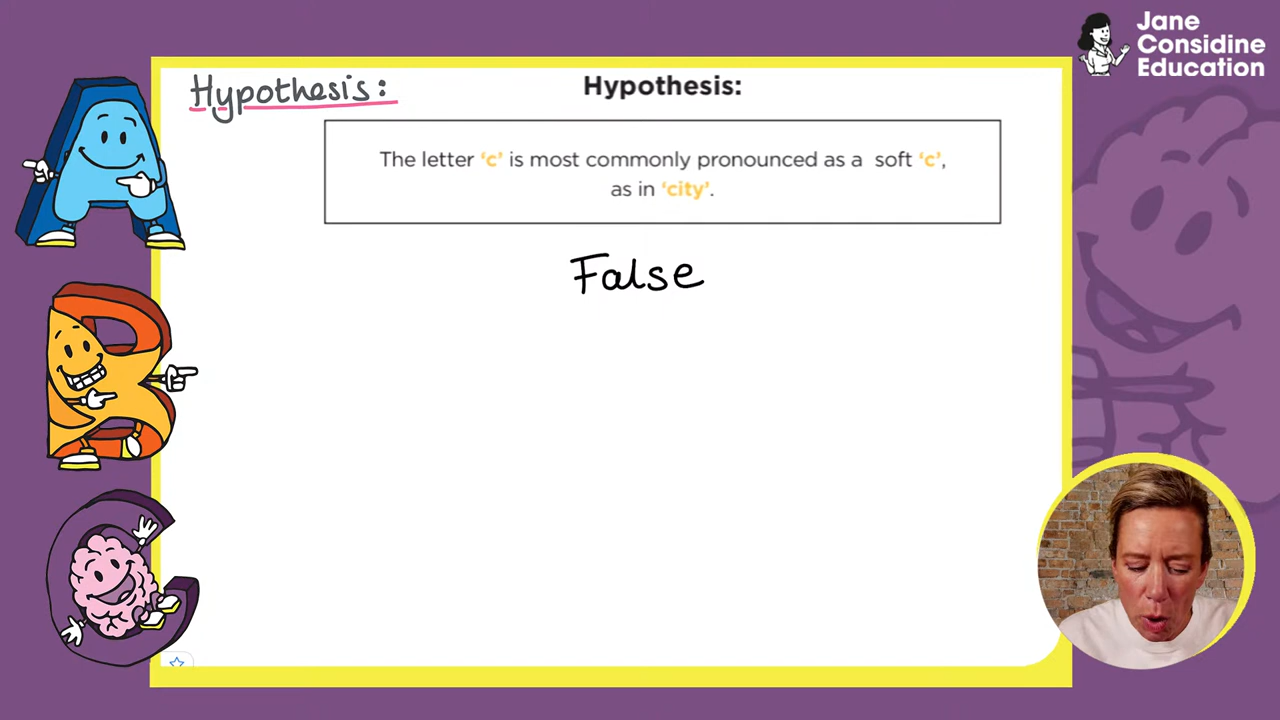 Jane
Considine
Education
Hypothesis:
Hypothesis:
The letter ‘c’ is most commonly pronounced as a soft ‘c’,
as in ‘city’.
False